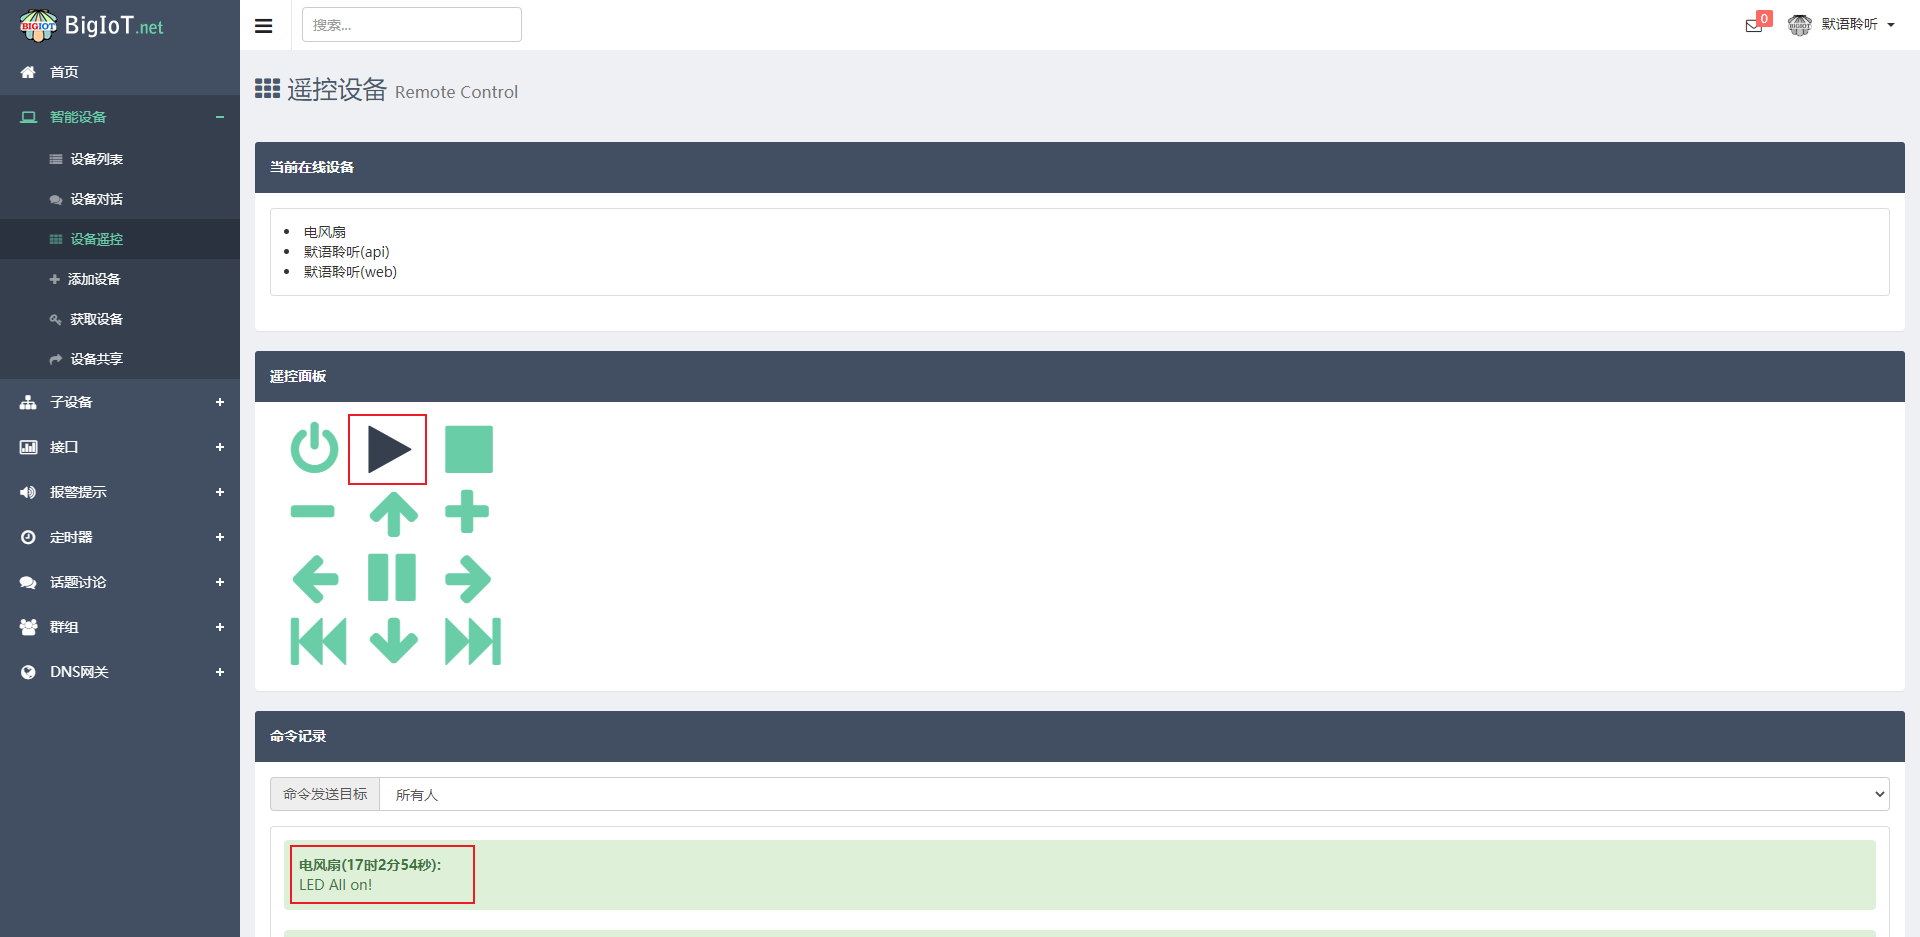 BIGIOT BigIoT.net
搜索...
0
默语聆听
首页
智能设备
设备列表
设备对话
设备遥控
添加设备
获取设备
设备共享
子设备
接口
报警提示
定时器
话题讨论
群组
DNS网关
遥控设备 Remote Control
当前在线设备
电风扇
默语聆听(api)
默语聆听(web)
遥控面板
命令记录
命令发送目标 所有人
电风扇(17时2分54秒):
LED All on!